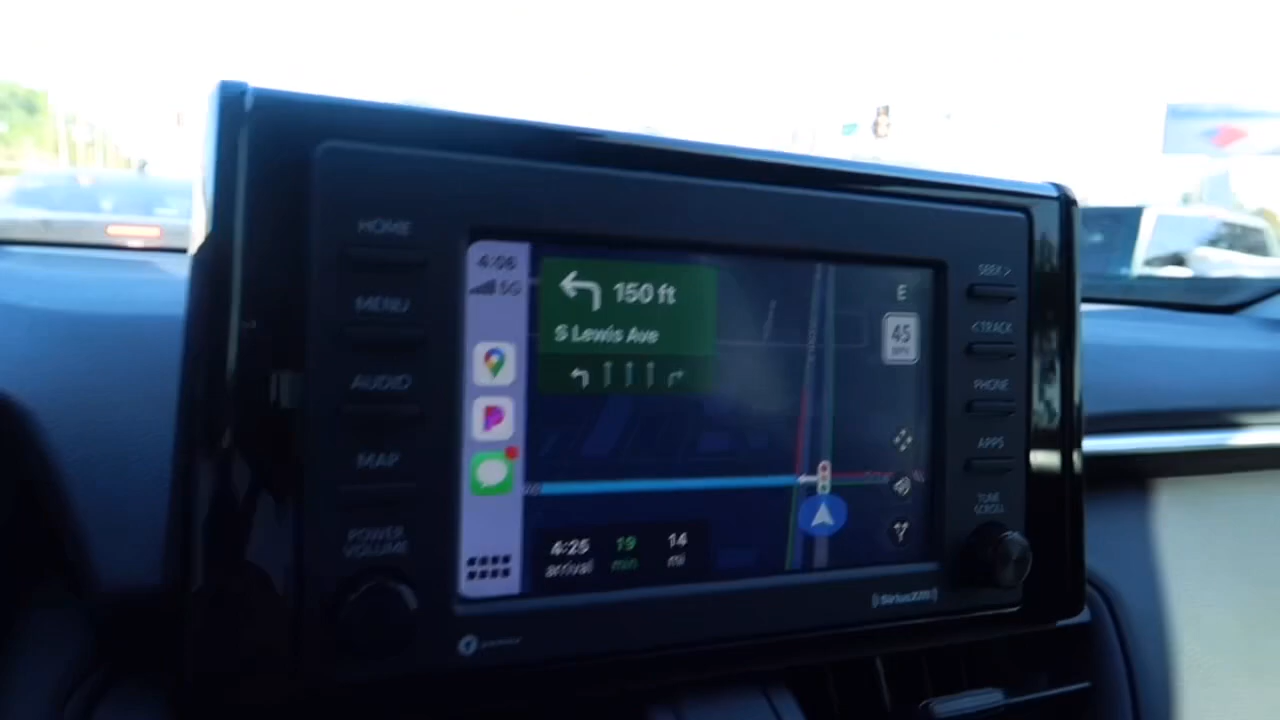 HOME
MENU
AUDIO
MAP
POWER
VOLUME
4:06
5G
150 ft
S Lewis Ave
E
45
MPH
4:25
arrival
19
min
14
mi
SEEK >
< TRACK
PHONE
APPS
TUNE
SCROLL
(SiriusXM)